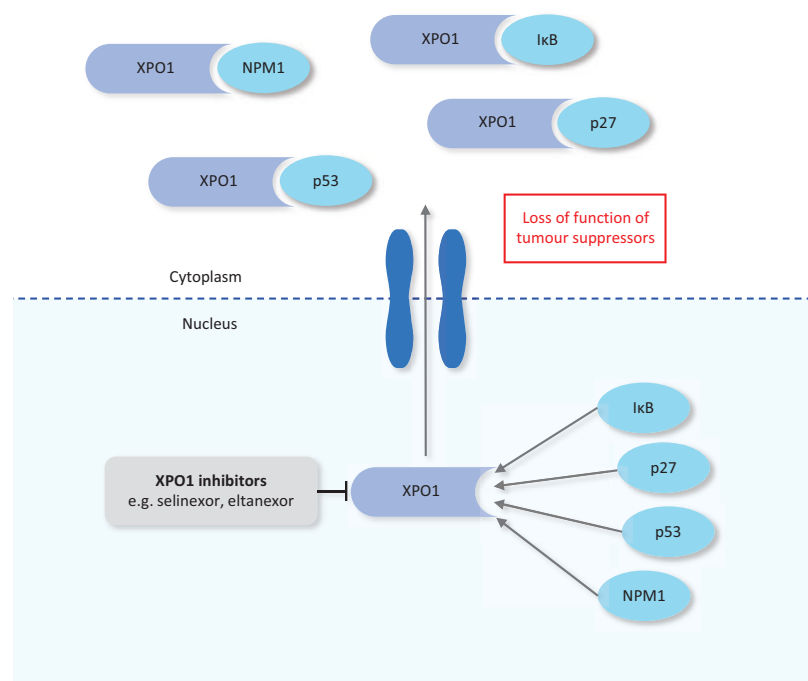 XPO1
IκB
XPO1
NPM1
XPO1
p27
XPO1
p53
Loss of function of
tumour suppressors
Cytoplasm
Nucleus
IκB
p27
XPO1 inhibitors
e.g. selinexor, eltanexor
XPO1
p53
NPM1